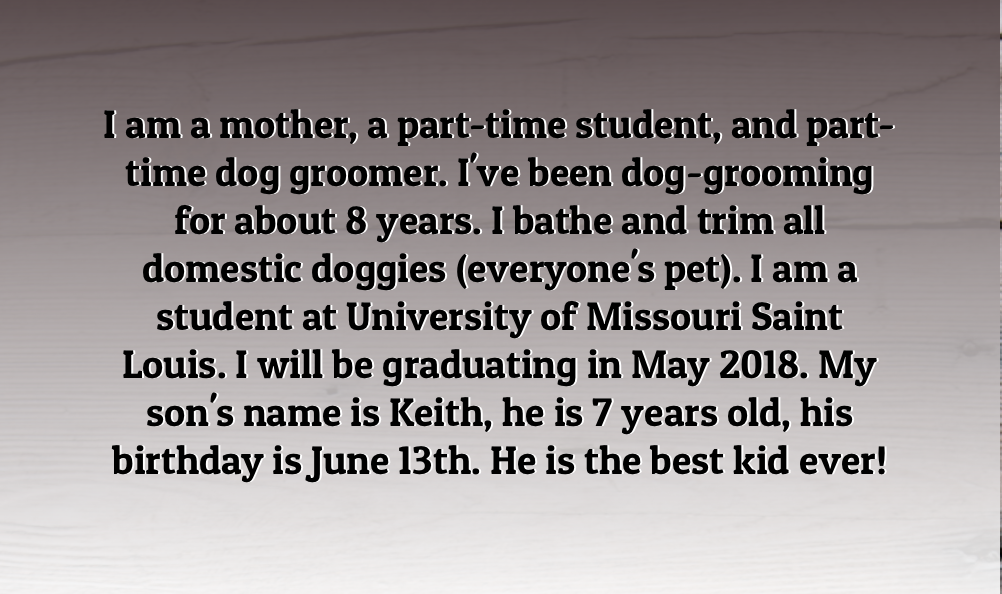 I am a mother, a part-time student, and part-
time dog groomer. I've been dog-grooming
for about 8 years. I bathe and trim all
domestic doggies (everyone's pet). I am a
student at University of Missouri Saint
Louis. I will be graduating in May 2018. My
son's name is Keith, he is 7 years old, his
birthday is June 13th. He is the best kid ever!